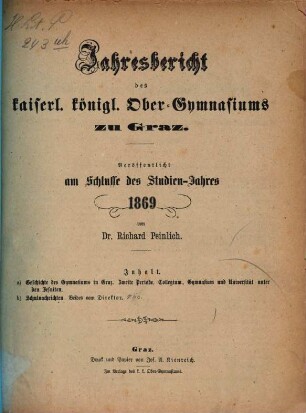 Jahresbericht
des
kaiserl. königl. Ober-Gymnasiums
zu Graz.
Veröffentlicht
am Schlusse des Studien-Jahres
1869
von
Dr. Richard Peinlich.
Inhalt.
a) Geschichte des Gymnasiums in Graz. Zweite Periode. Collegium, Gymnasium und Universität unter
den Jesuiten.
b) Schulnachrichten. Beides vom Director.
Graz.
Druck und Papier von Jos. A. Kienreich.
Im Verlage des k. k. Ober-Gymnasiums.